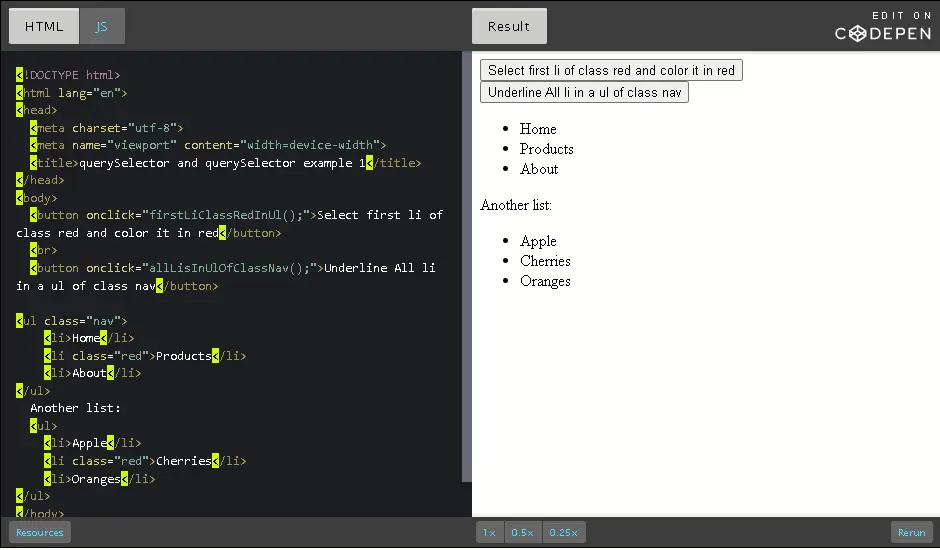 HTML
JS
Result
EDIT ON
CODEPEN
<!DOCTYPE html>
<html lang="en">
<head>
<meta charset="utf-8">
<meta name="viewport" content="width=device-width">
<title>querySelector and querySelector example 1</title>
</head>
<body>
<button onclick="firstLiClassRedInUl();">Select first li of
class red and color it in red</button>
<br>
<button onclick="allLisInUlOfClassNav();">Underline All li
in a ul of class nav</button>
<ul class="nav">
<li>Home</li>
<li class="red">Products</li>
<li>About</li>
</ul>
Another list:
<ul>
<li>Apple</li>
<li class="red">Cherries</li>
<li>Oranges</li>
</ul>
</body>
Select first li of class red and color it in red
Underline All li in a ul of class nav
• Home
• Products
• About
Another list:
• Apple
• Cherries
• Oranges
Resources
1x
0.5x
0.25x
Rerun